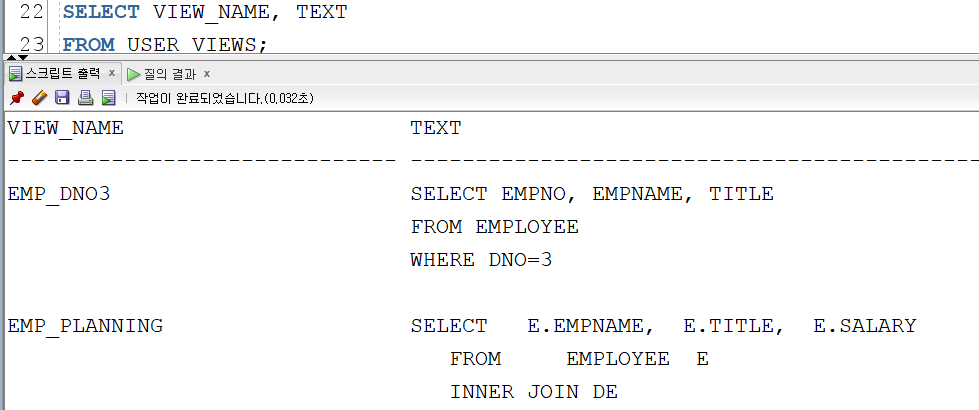 22 SELECT VIEW_NAME, TEXT
23 FROM USER_VIEWS;
스크립트 출력 × 질의 결과 ×
작업이 완료되었습니다.(0,032초)
VIEW_NAME TEXT
------------------------------ --------------------------------------------
EMP_DNO3 SELECT EMPNO, EMPNAME, TITLE
FROM EMPLOYEE
WHERE DNO=3
EMP_PLANNING SELECT E.EMPNAME, E.TITLE, E.SALARY
FROM EMPLOYEE E
INNER JOIN DE